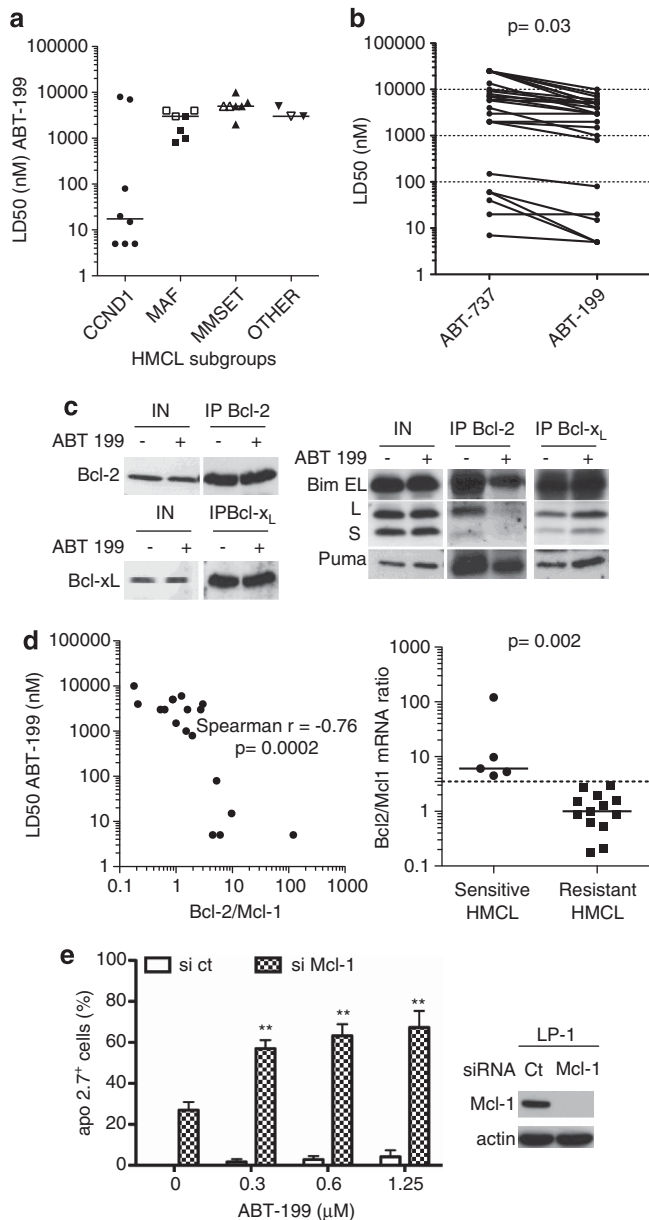 a
LD50 (nM) ABT-199
100000
10000
1000
100
10
1
CCND1
MAF
MMSET
OTHER
HMCL subgroups
b
p= 0.03
LD50 (nM)
100000
10000
1000
100
10
1
ABT-737
ABT-199
c
IN IP Bcl-2
ABT 199 - + - +
Bcl-2
IN IPBcl-xL
ABT 199 - + - +
Bcl-xL
IN IP Bcl-2 IP Bcl-xL
ABT 199 - + - + - +
Bim EL
L
S
Puma
d
LD50 ABT-199 (nM)
100000
10000
1000
100
10
1
Spearman r = -0.76
p= 0.0002
0.1 1 10 100 1000
Bcl-2/Mcl-1
p= 0.002
Bcl2/Mcl1 mRNA ratio
1000
100
10
1
0.1
Sensitive HMCL
Resistant HMCL
e
si ct si Mcl-1
apo 2.7+ cells (%)
100
80
60
40
20
0
** ** **
0 0.3 0.6 1.25
ABT-199 (μM)
LP-1
siRNA Ct Mcl-1
Mcl-1
actin